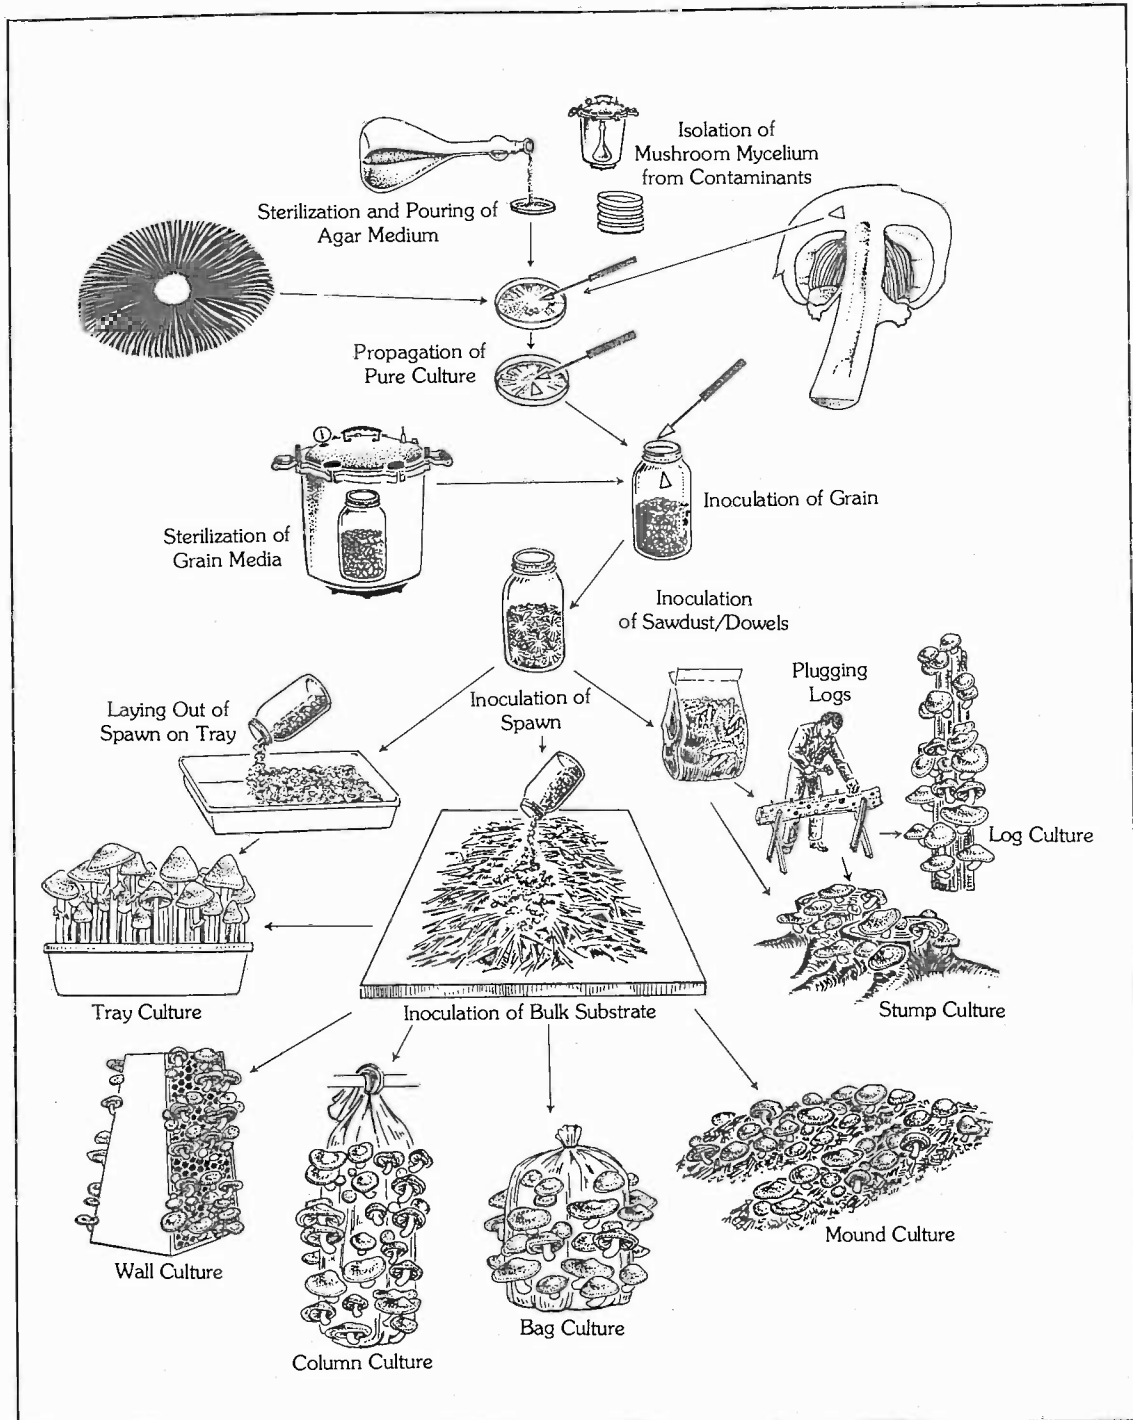 Isolation of
Mushroom Mycelium
from Contaminants
Sterilization and Pouring of
Agar Medium
Propagation of
Pure Culture
Sterilization of
Grain Media
Inoculation of Grain
Inoculation
of Sawdust/Dowels
Laying Out of
Spawn on Tray
Inoculation of
Spawn
Plugging
Logs
Log Culture
Tray Culture
Inoculation of Bulk Substrate
Stump Culture
Wall Culture
Column Culture
Bag Culture
Mound Culture